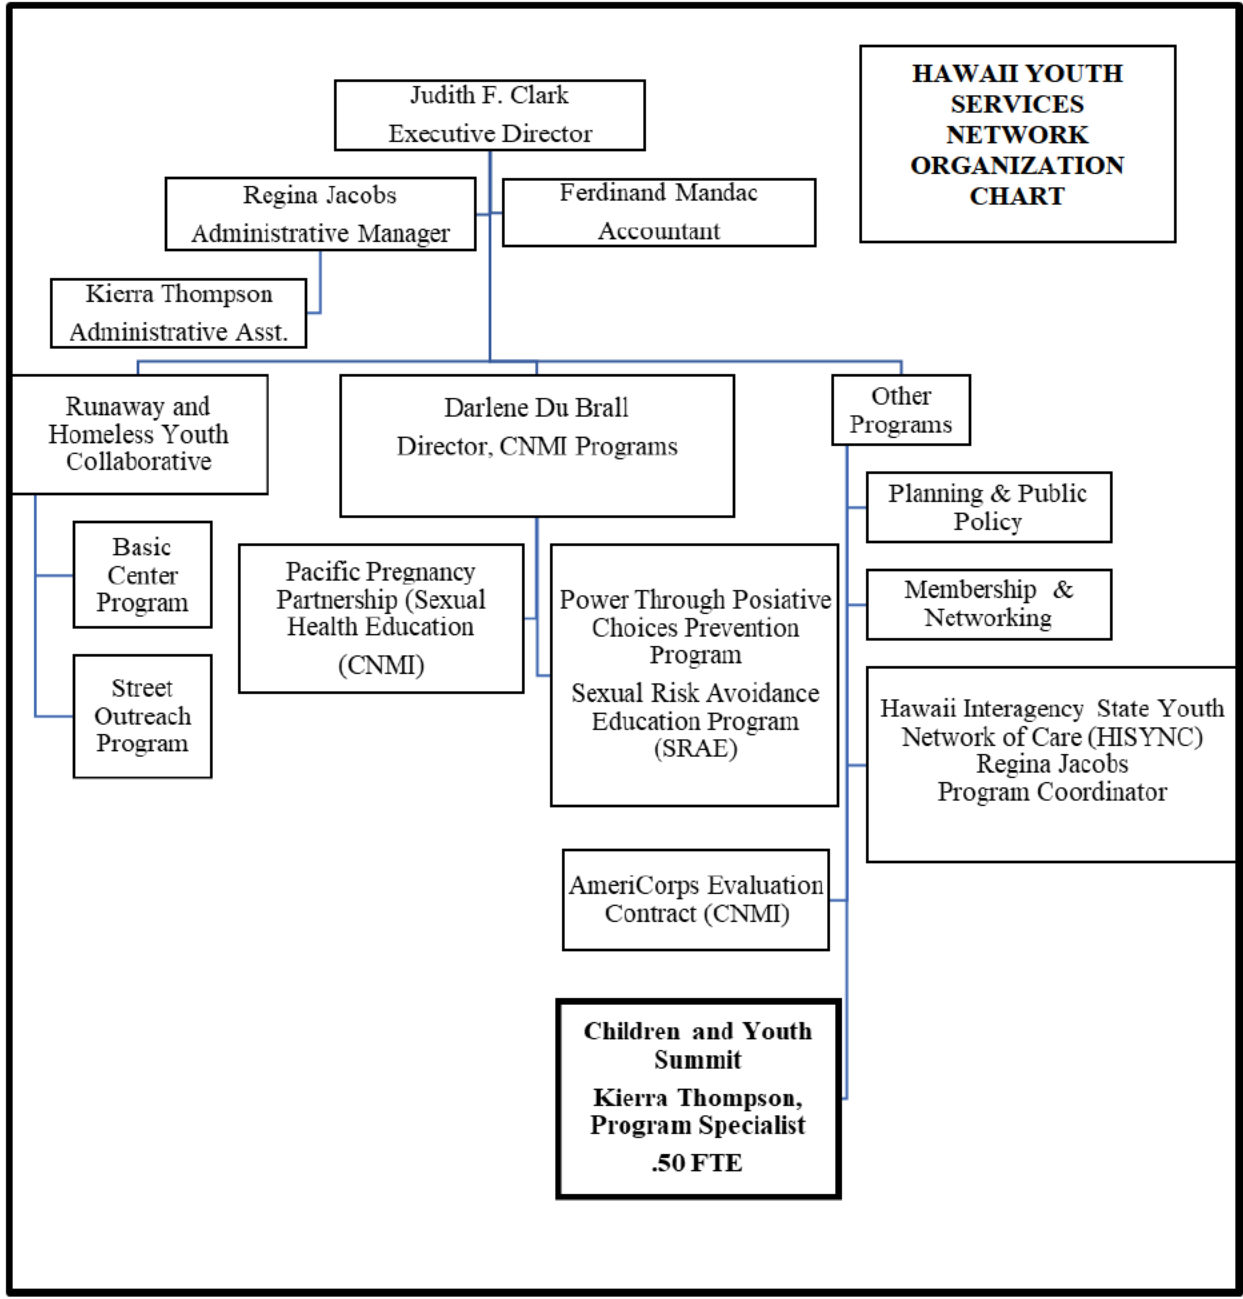 HAWAII YOUTH
SERVICES
NETWORK
ORGANIZATION
CHART
Judith F. Clark
Executive Director
Regina Jacobs
Administrative Manager
Ferdinand Mandac
Accountant
Kierra Thompson
Administrative Asst.
Runaway and
Homeless Youth
Collaborative
Basic
Center
Program
Street
Outreach
Program
Darlene Du Brall
Director, CNMI Programs
Pacific Pregnancy
Partnership (Sexual
Health Education
(CNMI)
Power Through Posiative
Choices Prevention
Program
Sexual Risk Avoidance
Education Program
(SRAE)
Other
Programs
Planning & Public
Policy
Membership & 
Networking
Hawaii Interagency State Youth
Network of Care (HISYNC)
Regina Jacobs
Program Coordinator
AmeriCorps Evaluation
Contract (CNMI)
Children and Youth
Summit
Kierra Thompson,
Program Specialist
.50 FTE